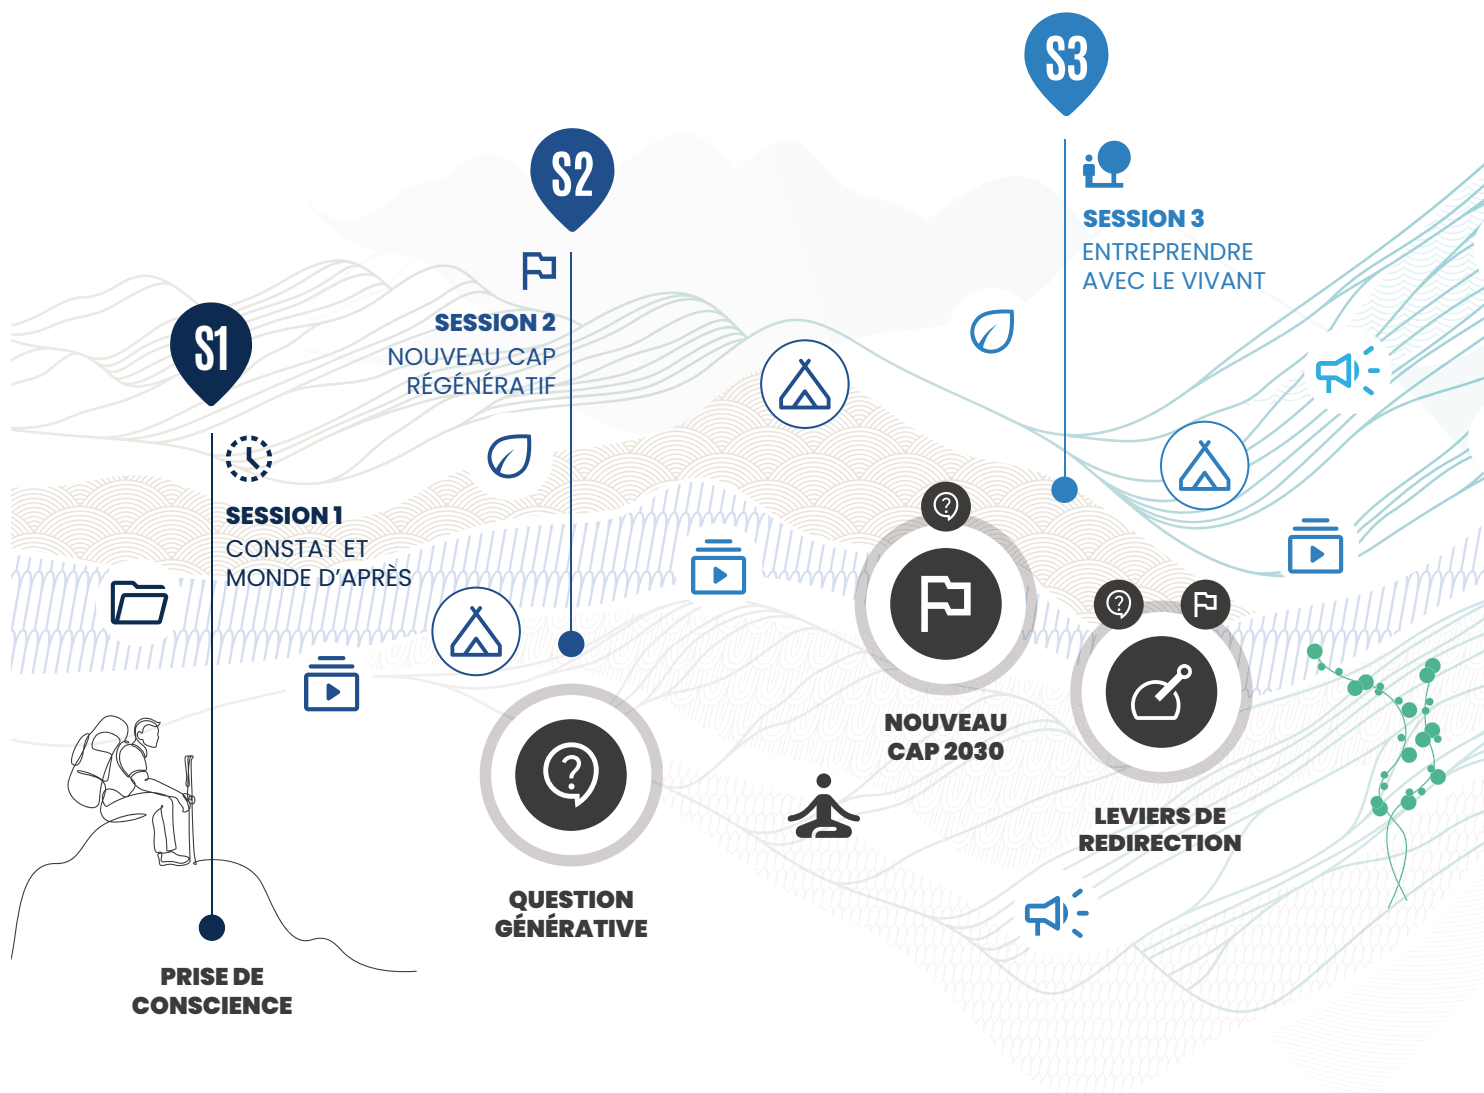 S1
SESSION 1
CONSTAT ET
MONDE D’APRÈS
PRISE DE
CONSCIENCE
S2
SESSION 2
NOUVEAU CAP
RÉGÉNÉRATIF
?
QUESTION
GÉNÉRATIVE
S3
SESSION 3
ENTREPRENDRE
AVEC LE VIVANT
?
NOUVEAU
CAP 2030
?
LEVIERS DE
REDIRECTION